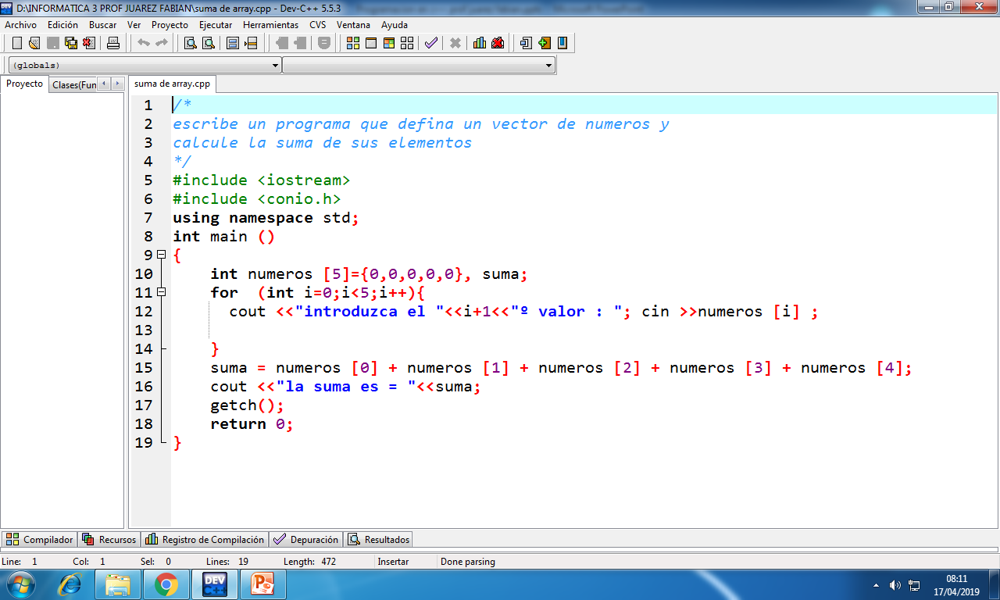 D:\INFORMATICA 3 PROF JUAREZ FABIAN\suma de array.cpp - Dev-C++ 5.5.3
Archivo Edición Buscar Ver Proyecto Ejecutar Herramientas CVS Ventana Ayuda
(globals)
Proyecto Clases(Fun
suma de array.cpp
1 /*
2 escribe un programa que defina un vector de numeros y
3 calcule la suma de sus elementos
4 */
5 #include <iostream>
6 #include <conio.h>
7 using namespace std;
8 int main ()
9 {
10 int numeros [5]={0,0,0,0,0}, suma;
11 for  (int i=0;i<5;i++){
12 cout <<"introduzca el "<<i+1<<"º valor : "; cin >>numeros [i] ;
13
14 }
15 suma = numeros [0] + numeros [1] + numeros [2] + numeros [3] + numeros [4];
16 cout <<"la suma es = "<<suma;
17 getch();
18 return 0;
19 }
Compilador Recursos Registro de Compilación Depuración Resultados
Line: 1 Col: 1 Sel: 0 Lines: 19 Length: 472 Insertar Done parsing
DEV C++
08:11
17/04/2019